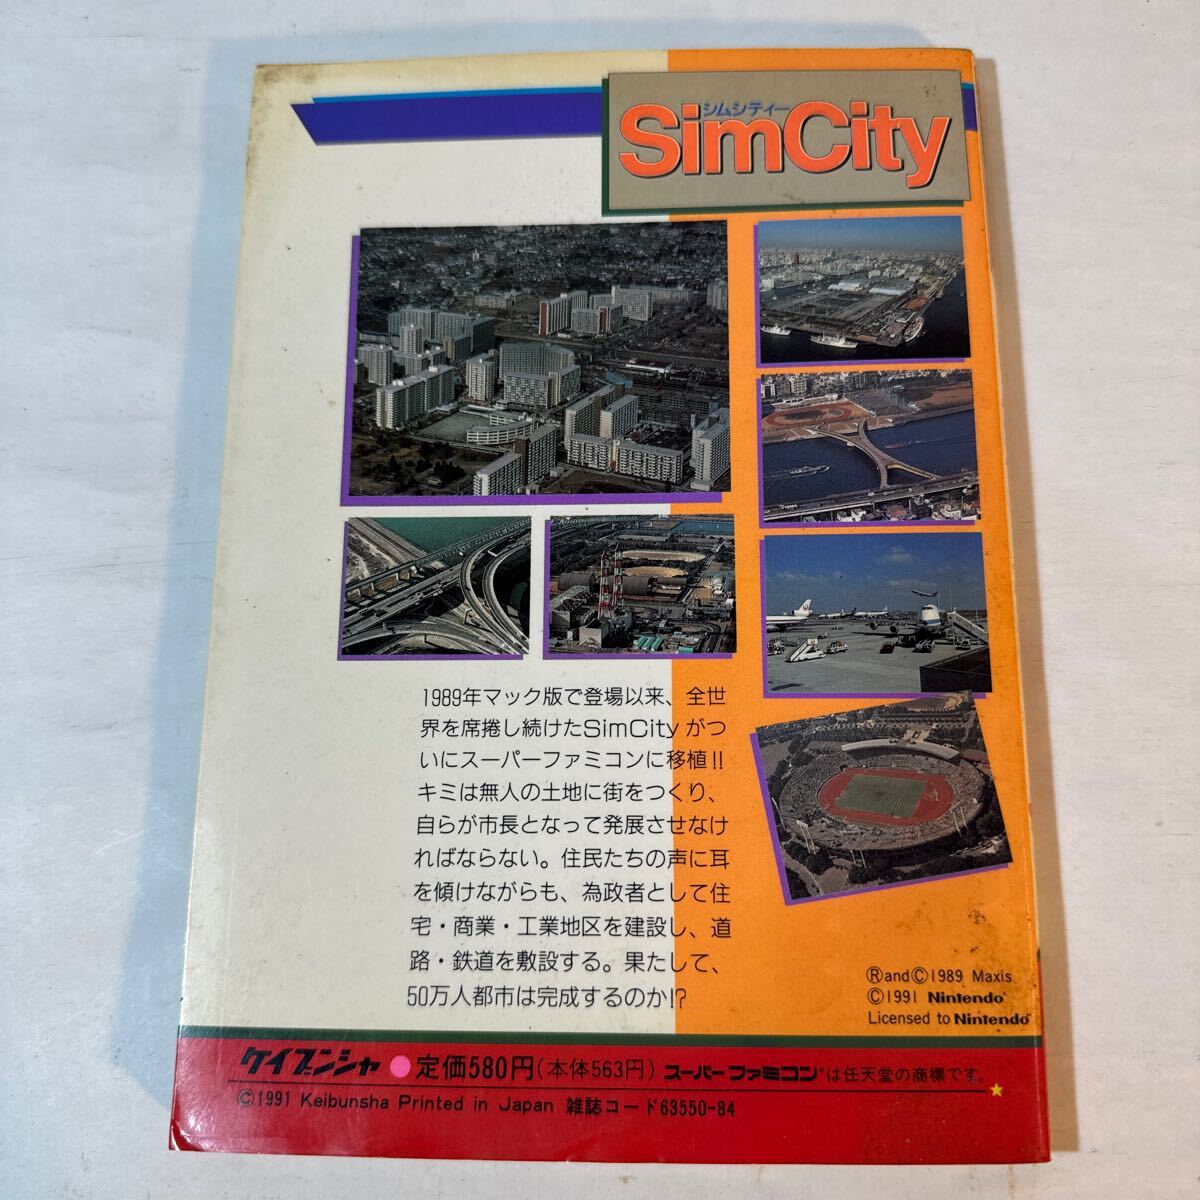 シムシティー
SimCity
1989年マック版で登場以来、全世
界を席捲し続けたSimCityがつ
いにスーパーファミコンに移植!!
キミは無人の土地に街をつくり、
自らが市長となって発展させなけ
ればならない。住民たちの声に耳
を傾けながらも、為政者として住
宅・商業・工業地区を建設し、道
路・鉄道を敷設する。果たして、
50万人都市は完成するのか!?
ⓇandⒸ1989 Maxis
Ⓒ1991 Nintendo
Licensed to Nintendo
ケイブンシャ ●定価580円(本体563円) スーパーファミコン®は任天堂の商標です。
©1991 Keibunsha Printed in Japan 雑誌コード63550-84